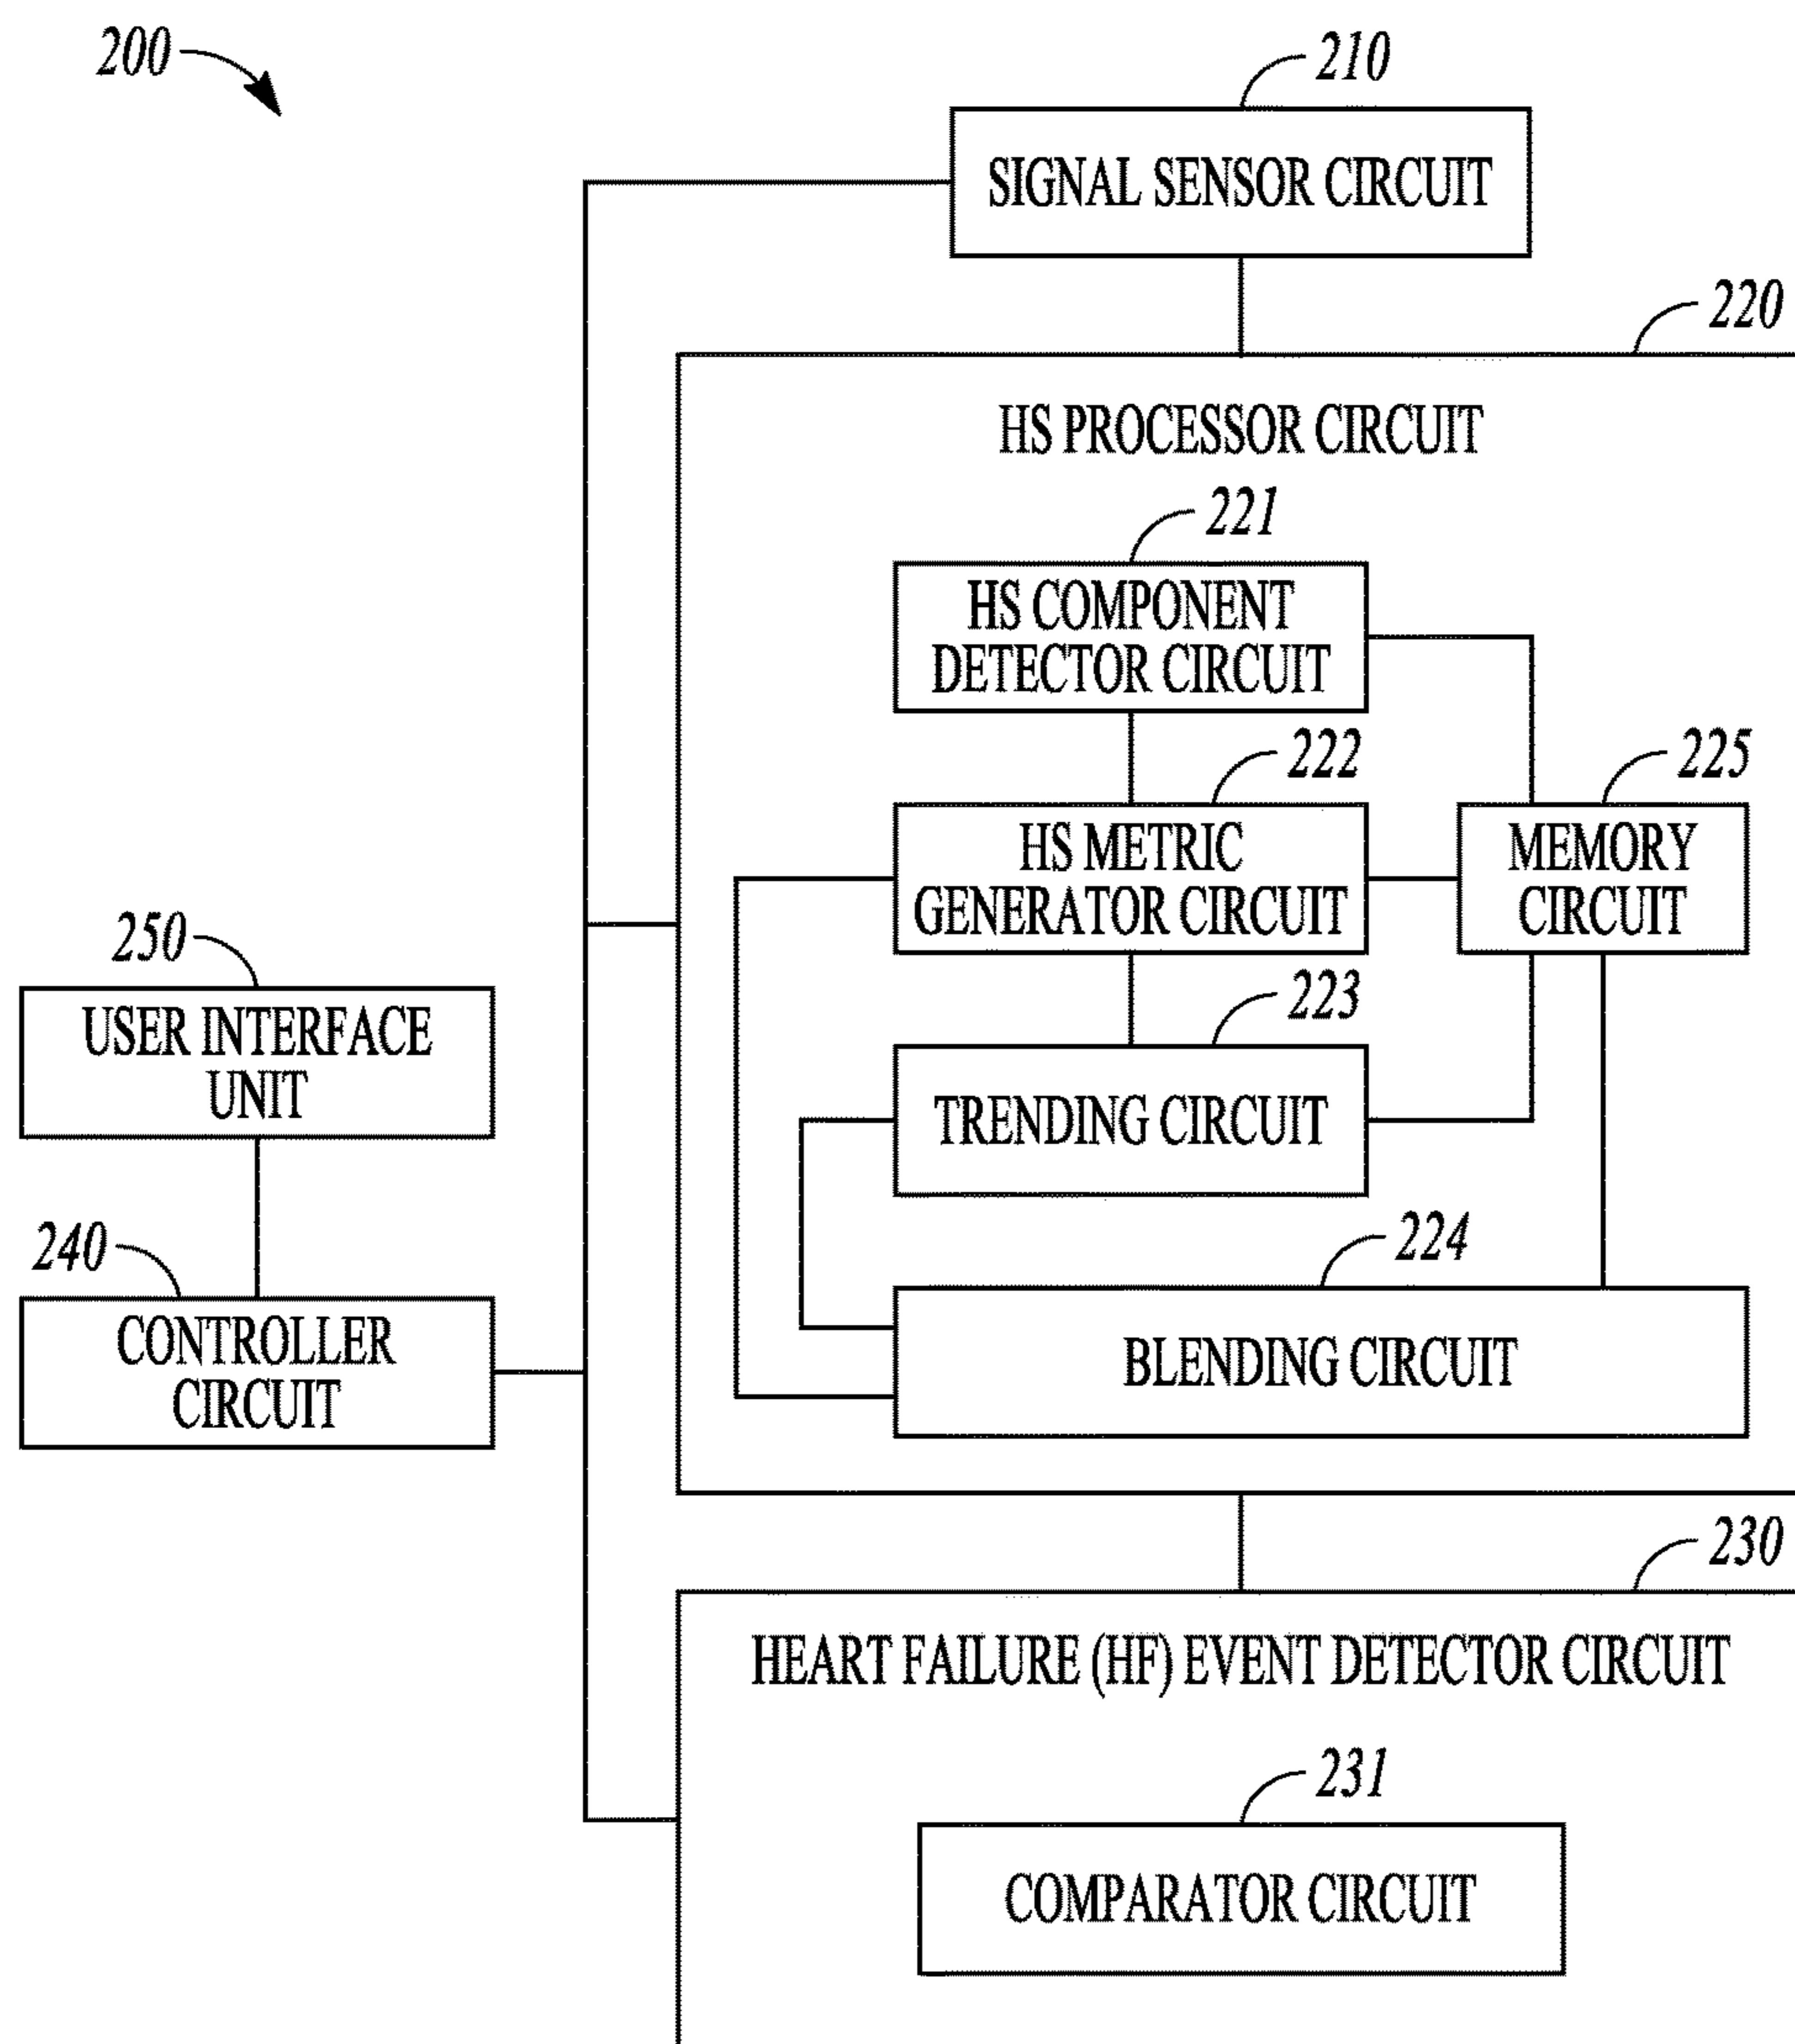 200
210
SIGNAL SENSOR CIRCUIT
220
HS PROCESSOR CIRCUIT
221
HS COMPONENT
DETECTOR CIRCUIT
222
HS METRIC
GENERATOR CIRCUIT
225
MEMORY
CIRCUIT
223
TRENDING CIRCUIT
224
BLENDING CIRCUIT
250
USER INTERFACE
UNIT
240
CONTROLLER
CIRCUIT
230
HEART FAILURE (HF) EVENT DETECTOR CIRCUIT
231
COMPARATOR CIRCUIT